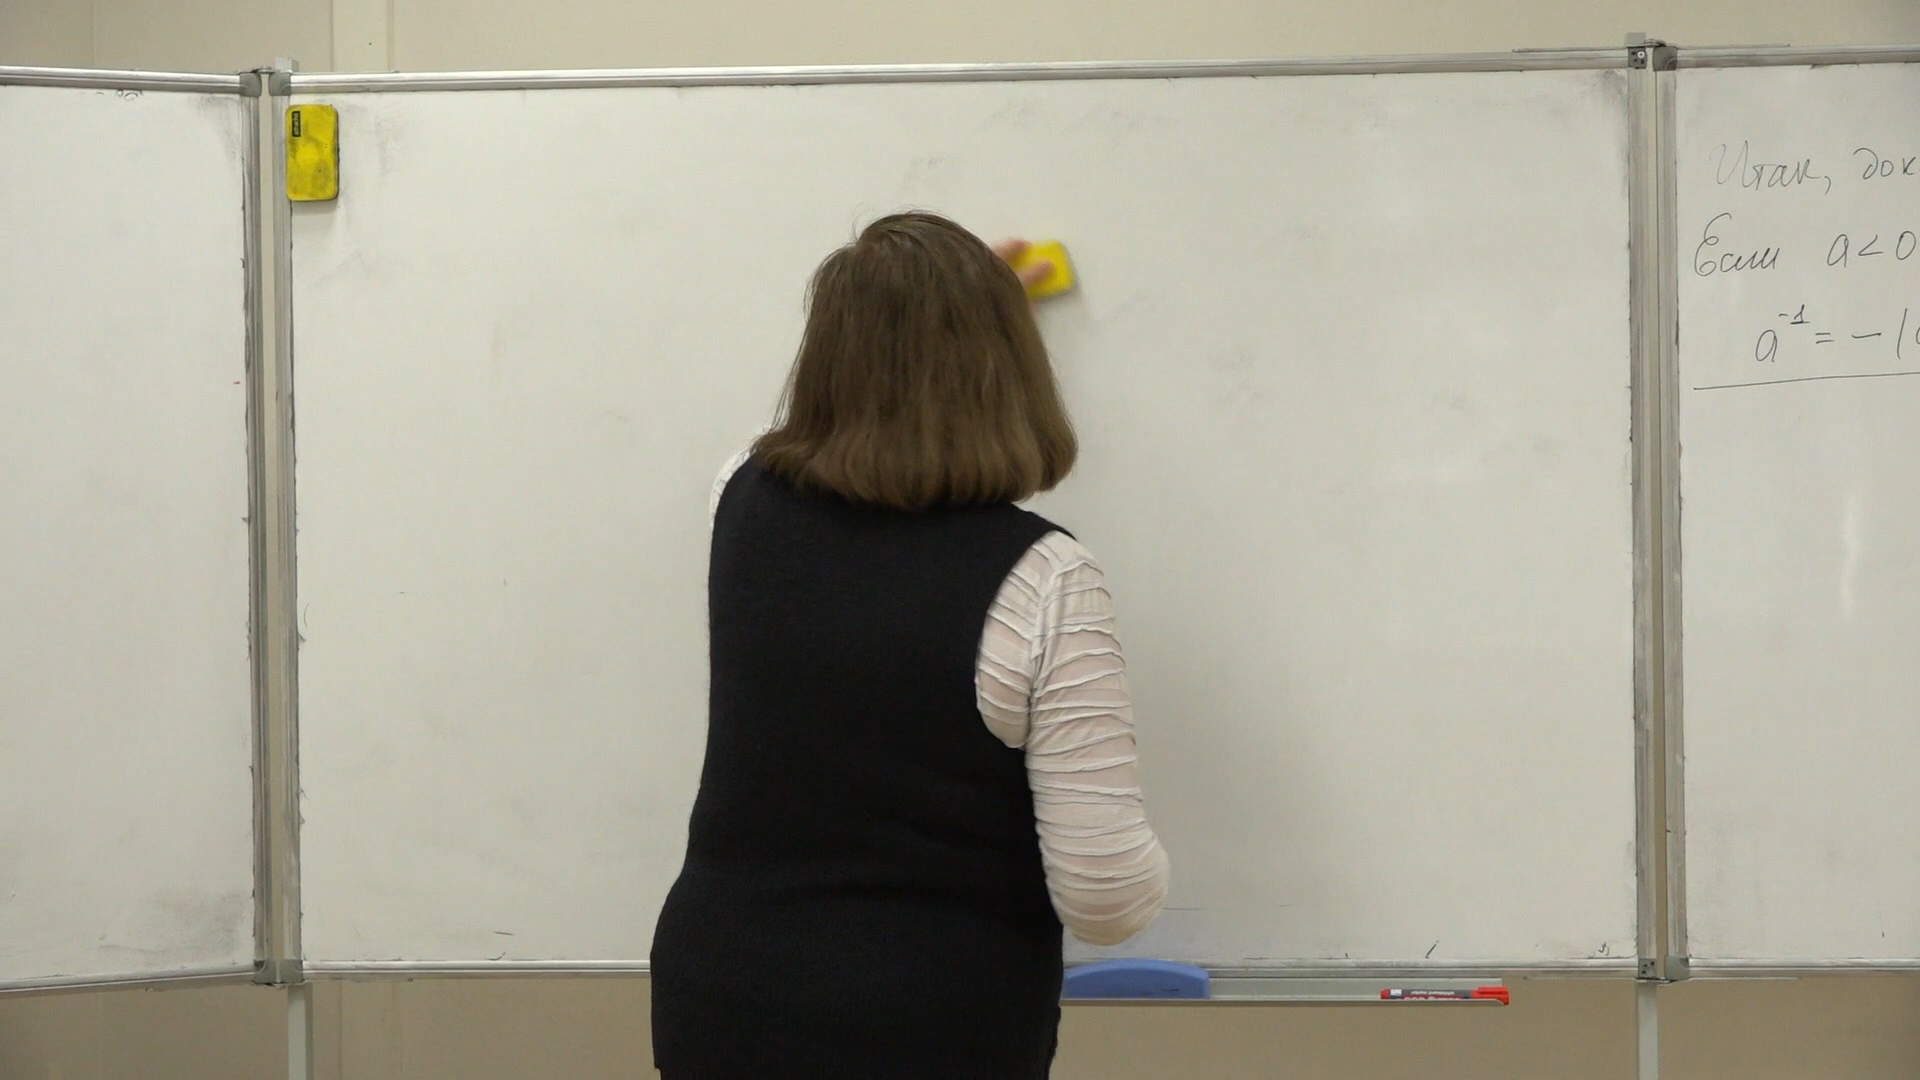 Итак, док
Если a < 0
a⁻¹ = - |